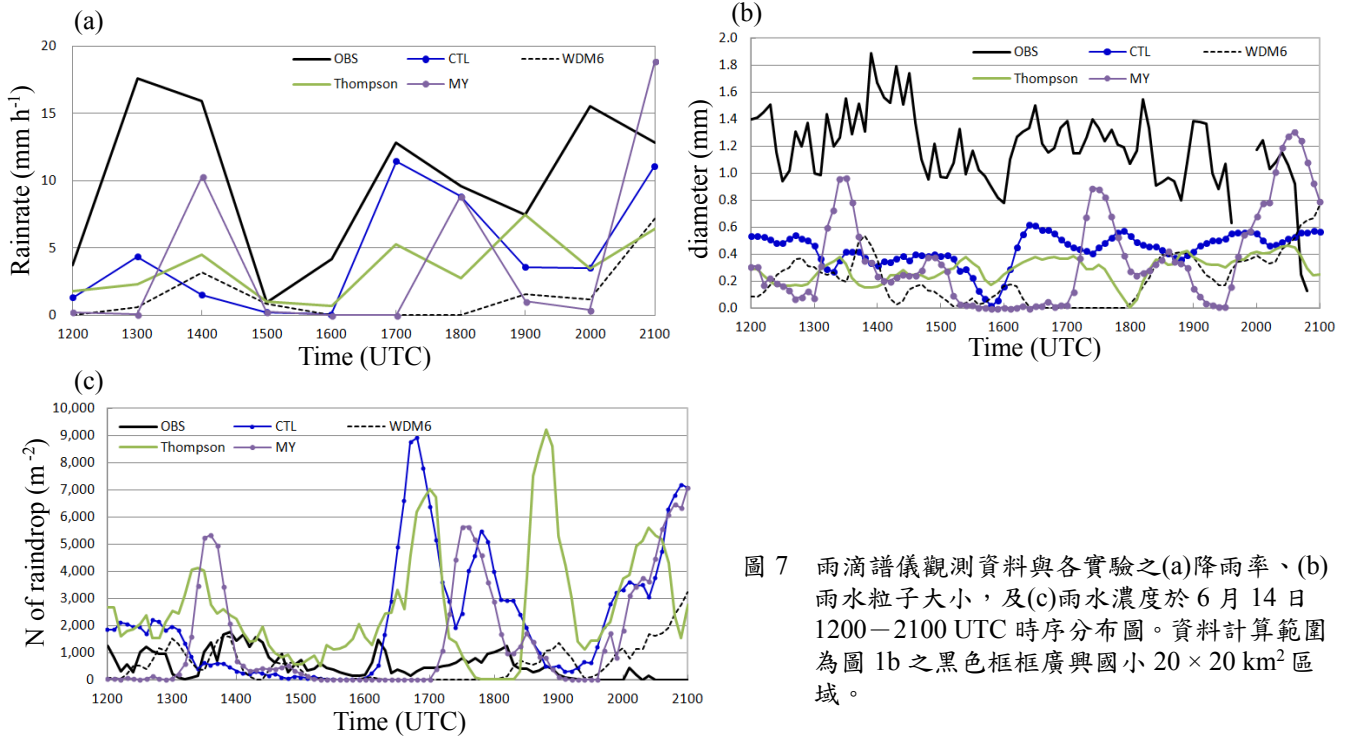 (a)
20
15
10
5
0
Rainrate (mm h⁻¹)
OBS CTL WDM6
Thompson MY
1200 1300 1400 1500 1600 1700 1800 1900 2000 2100
Time (UTC)
(b)
2.0
1.8
1.6
1.4
1.2
1.0
0.8
0.6
0.4
0.2
0.0
diameter (mm)
OBS CTL WDM6
Thompson MY
1200 1300 1400 1500 1600 1700 1800 1900 2000 2100
Time (UTC)
(c)
10,000
9,000
8,000
7,000
6,000
5,000
4,000
3,000
2,000
1,000
0
N of raindrop (m⁻²)
OBS CTL WDM6
Thompson MY
1200 1300 1400 1500 1600 1700 1800 1900 2000 2100
Time (UTC)
圖 7 雨滴譜儀觀測資料與各實驗之(a)降雨率、(b)
雨水粒子大小，及(c)雨水濃度於 6 月 14 日
1200－2100 UTC 時序分布圖。資料計算範圍
為圖 1b 之黑色框框廣興國小 20 × 20 km² 區
域。